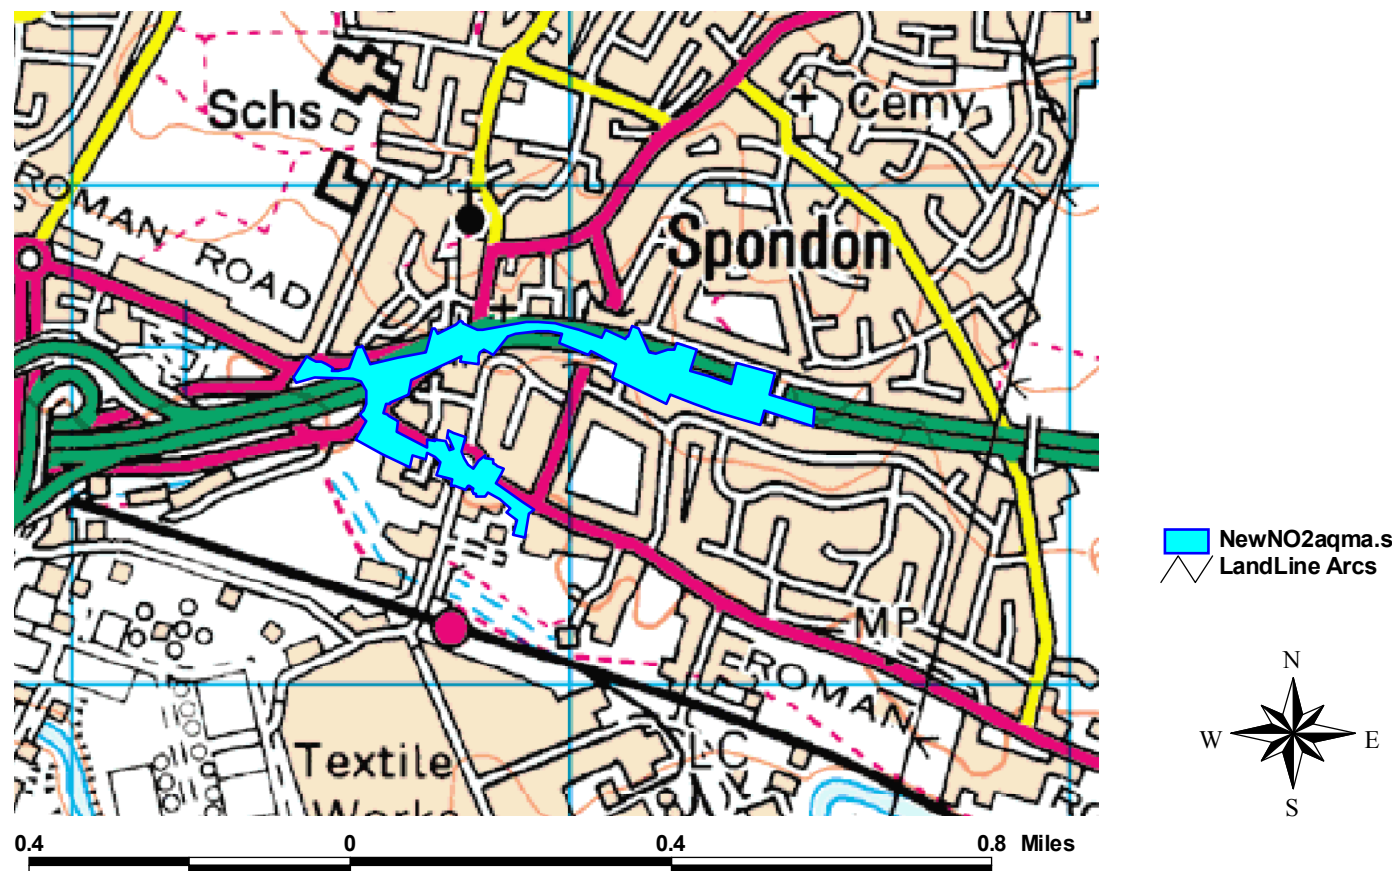 Schs
Cemy
ROMAN ROAD
Spondon
NewNO2aqma.s
LandLine Arcs
MP
N
ROMAN
W
E
LC
Textile
Works
S
0.4
0
0.4
0.8 Miles